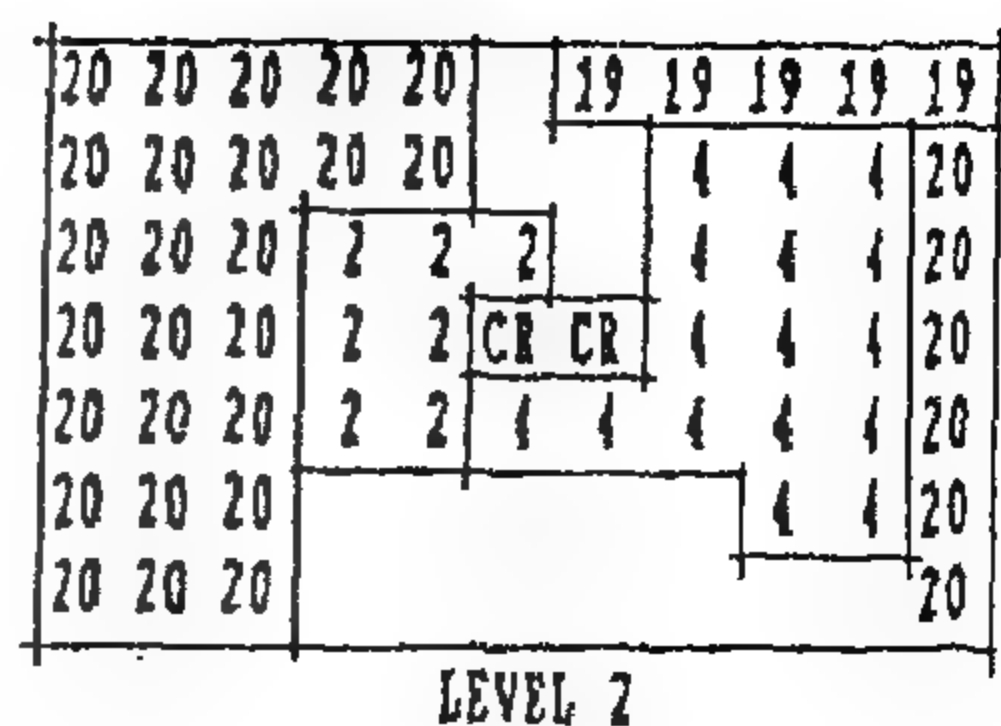 20 20 20 20 20 19 19 19 19 19
20 20 20 20 20 4 4 4 20
20 20 20 2 2 2 4 4 4 20
20 20 20 2 2 CR CR 4 4 4 20
20 20 20 2 2 4 4 4 4 4 20
20 20 20 4 4 20
20 20 20 20
LEVEL 2